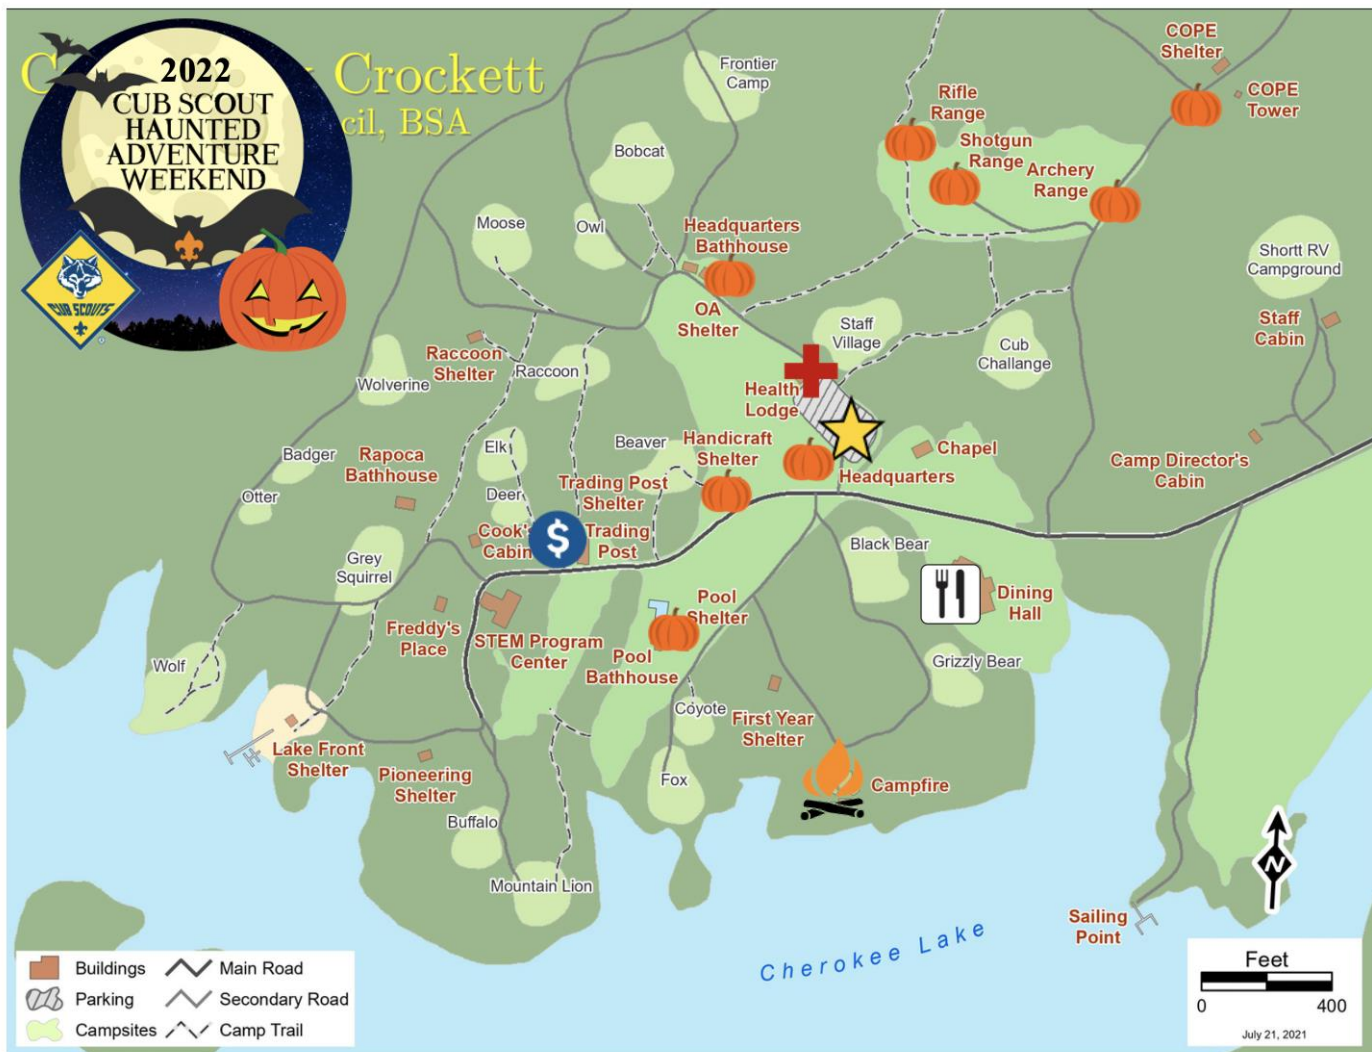 C Crockett
cil, BSA
2022
CUB SCOUT
HAUNTED
ADVENTURE
WEEKEND
CUB SCOUTS
COPE
Shelter
COPE
Tower
Frontier
Camp
Rifle
Range
Shotgun
Range
Archery
Range
Bobcat
Moose
Owl
Headquarters
Bathhouse
Shortt RV
Campground
OA
Shelter
Staff
Village
Staff
Cabin
Cub
Challange
Raccoon
Shelter
Raccoon
Wolverine
Health
Lodge
Badger
Rapoca
Bathhouse
Elk
Beaver
Handicraft
Shelter
Chapel
Camp Director's
Cabin
Headquarters
Otter
Deer
Trading Post
Shelter
Cook's
Cabin
$
Trading
Post
Black Bear
Grey
Squirrel
Dining
Hall
Pool
Shelter
Freddy's
Place
STEM Program
Center
Pool
Bathhouse
Wolf
Grizzly Bear
Coyote
First Year
Shelter
Lake Front
Shelter
Pioneering
Shelter
Fox
Campfire
Buffalo
Mountain Lion
Sailing
Point
N
Cherokee Lake
Buildings
Main Road
Parking
Secondary Road
Campsites
Camp Trail
Feet
0 400
July 21, 2021